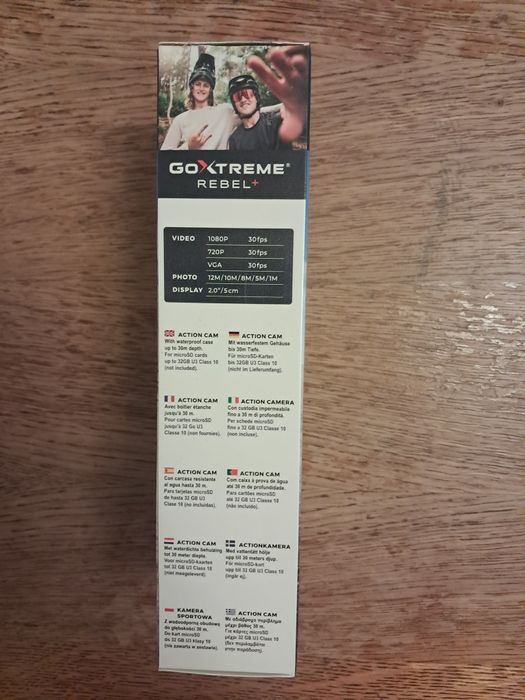 GOXTREME®
REBEL+
VIDEO 1080P 30fps
720P 30fps
VGA 30fps
PHOTO 12M/10M/8M/5M/1M
DISPLAY 2.0"/5cm
ACTION CAM
With waterproof case
up to 30m depth.
For microSD cards
up to 32GB U3 Class 10
(not included).
ACTION CAM
Mit wasserfestem Gehäuse
bis 30m Tiefe.
Für microSD-Karten
bis 32GB U3 Class 10
(nicht im Lieferumfang).
ACTION CAM
Avec boîtier étanche
jusqu'à 30 m.
Pour cartes microSD
jusqu'à 32 Go U3
Classe 10 (non fournies).
ACTION CAMERA
Con custodia impermeabile
fino a 30 m di profondità.
Per schede microSD
fino a 32GB U3 Class 10
(non incluse).
ACTION CAM
Con carcasa resistente
al agua hasta 30 m.
Para tarjetas microSD
de hasta 32 GB U3
Clase 10 (no incluidas).
ACTION CAM
Com caixa à prova de água
até 30 m de profundidade.
Para cartões microSD
até 32 GB U3 Classe 10
(não incluído).
ACTION CAM
Met waterdichte behuizing
tot 30 meter diepte.
Voor microSD-kaarten
tot 32 GB U3 Class 10
(niet meegeleverd).
ACTIONKAMERA
Med vattentätt hölje
upp till 30 meters djup.
För microSD-kort
upp till 32 GB U3 Class 10
(ingår ej).
KAMERA
SPORTOWA
Z wodoodporną obudową
do głębokości 30 m.
Do kart microSD
do 32 GB U3 klasy 10
(nie zawarta w zestawie).
ACTION CAM
Με αδιάβροχο περίβλημα
μέχρι βάθος 30 m.
Για κάρτες microSD
μέχρι 32 GB U3 Class 10
(δεν περιλαμβάνεται
στην παράδοση).